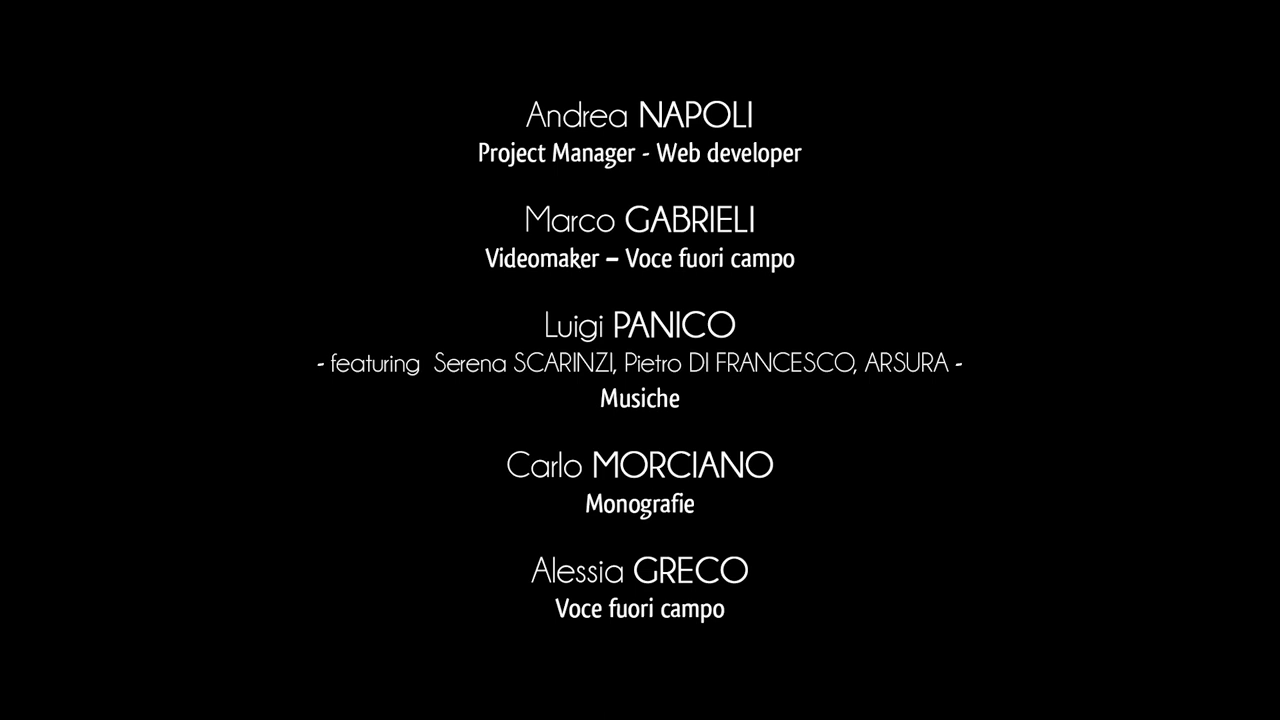 Andrea NAPOLI
Project Manager - Web developer
Marco GABRIELI
Videomaker – Voce fuori campo
Luigi PANICO
- featuring  Serena SCARINZI, Pietro DI FRANCESCO, ARSURA -
Musiche
Carlo MORCIANO
Monografie
Alessia GRECO
Voce fuori campo